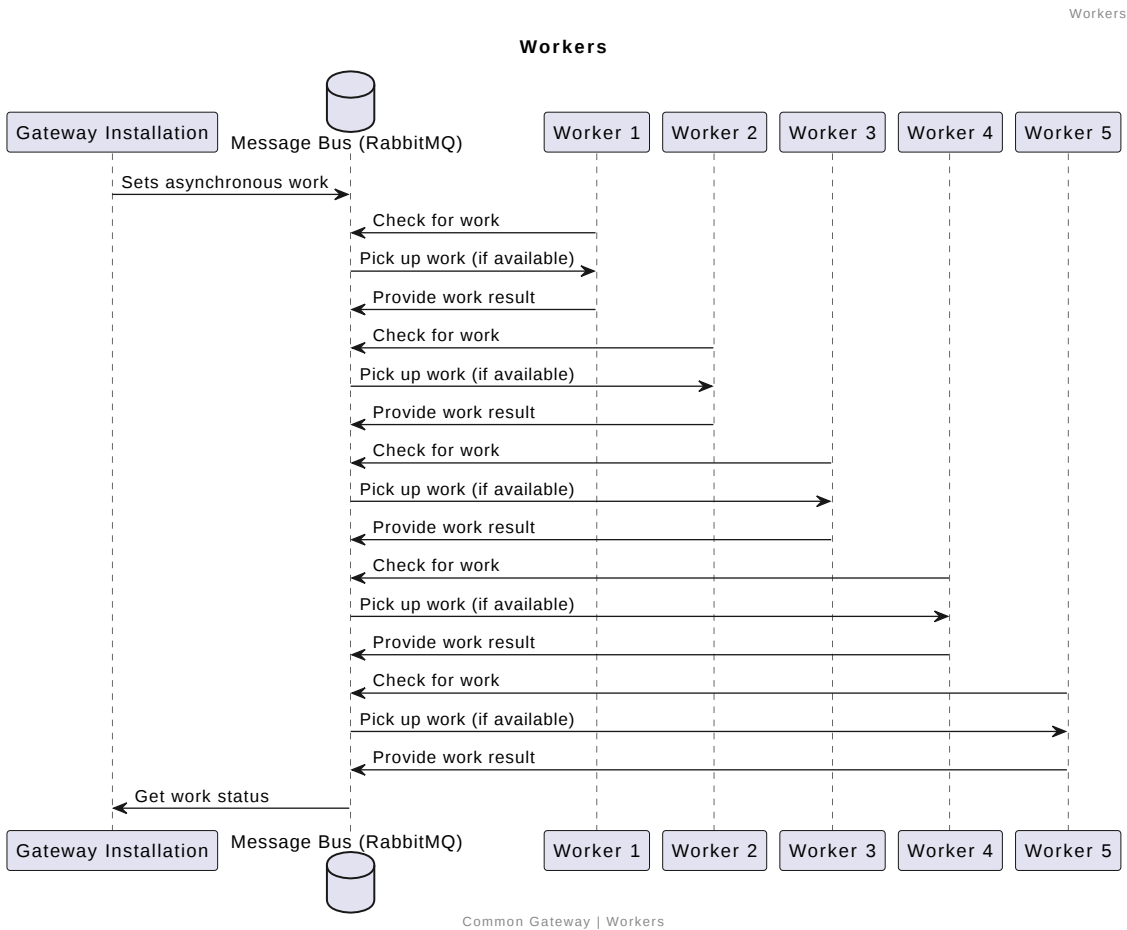 Workers
Workers
Gateway Installation
Message Bus (RabbitMQ)
Worker 1
Worker 2
Worker 3
Worker 4
Worker 5
Sets asynchronous work
Check for work
Pick up work (if available)
Provide work result
Check for work
Pick up work (if available)
Provide work result
Check for work
Pick up work (if available)
Provide work result
Check for work
Pick up work (if available)
Provide work result
Check for work
Pick up work (if available)
Provide work result
Get work status
Gateway Installation
Message Bus (RabbitMQ)
Worker 1
Worker 2
Worker 3
Worker 4
Worker 5
Common Gateway | Workers